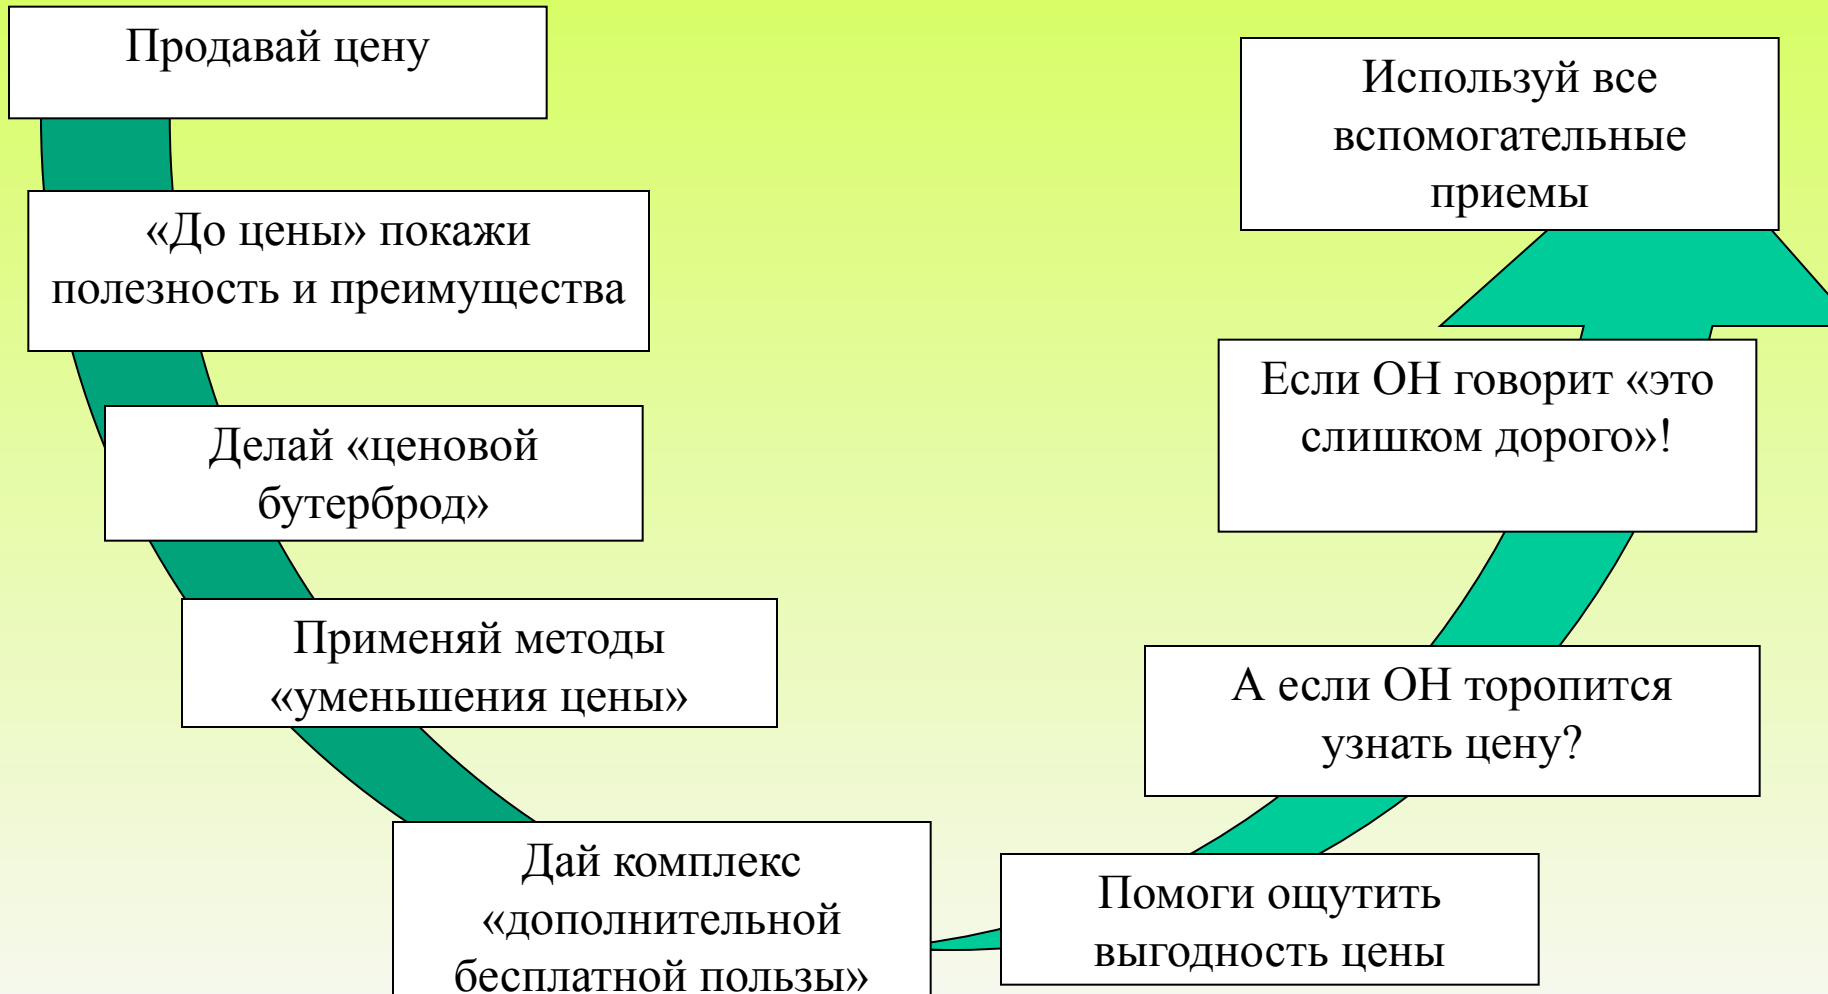 Продавай цену
«До цены» покажи
полезность и преимущества
Делай «ценовой
бутерброд»
Применяй методы
«уменьшения цены»
Дай комплекс
«дополнительной
бесплатной пользы»
Помоги ощутить
выгодность цены
А если ОН торопится
узнать цену?
Если ОН говорит «это
слишком дорого»!
Используй все
вспомогательные
приемы